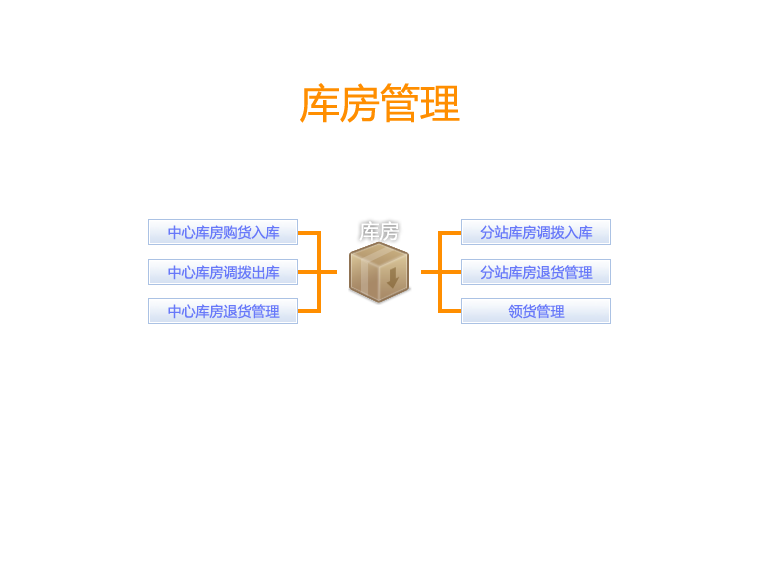 库房管理
库房
中心库房购货入库
中心库房调拨出库
中心库房退货管理
分站库房调拨入库
分站库房退货管理
领货管理